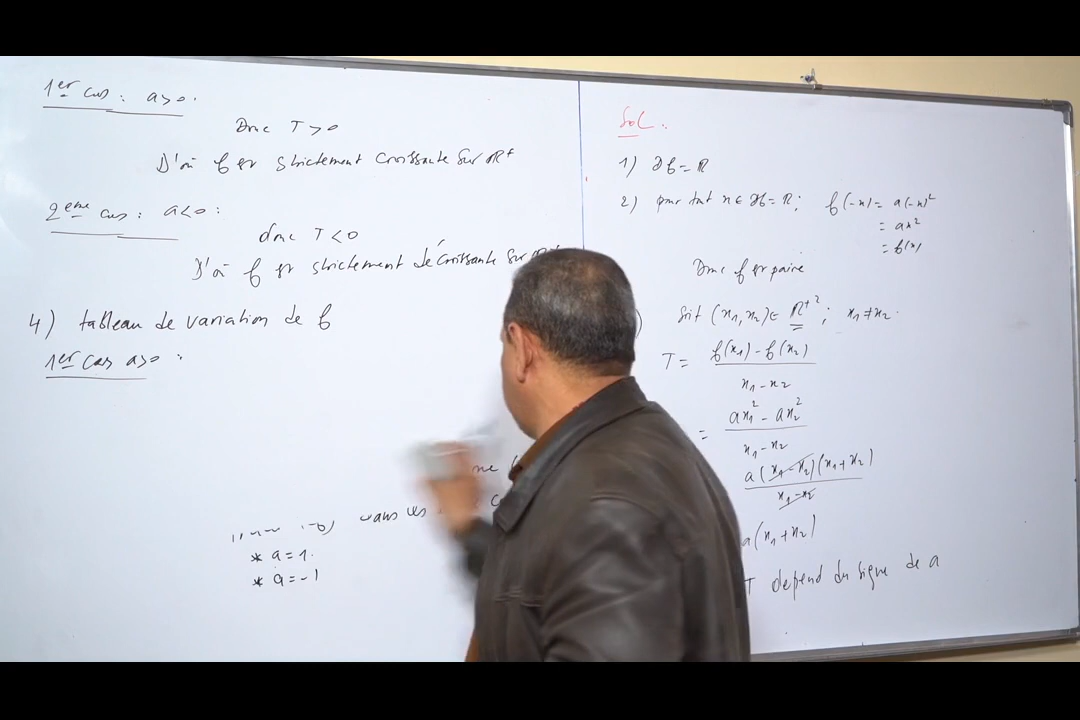 1er cas : a>0.
Donc T>0
D'où f est strictement croissante sur R+
2eme cas : a<0 :
donc T<0
D'où f est strictement décroissante sur
4) tableau de variation de f
1er cas a>0 :
dans les
* a=1.
* a=-1
Sol.
1) Df=R
2) pour tout x∈Df=R; f(-x)= a(-x)²
= ax²
= f(x)
Donc f est paire
) Soit (x1,x2)∈ R+²; x1≠x2.
T= f(x1)-f(x2)
x1-x2
= ax1²-ax2²
x1-x2
a(x1-x2)(x1+x2)
x1-x2
a(x1+x2)
T dépend du signe de a